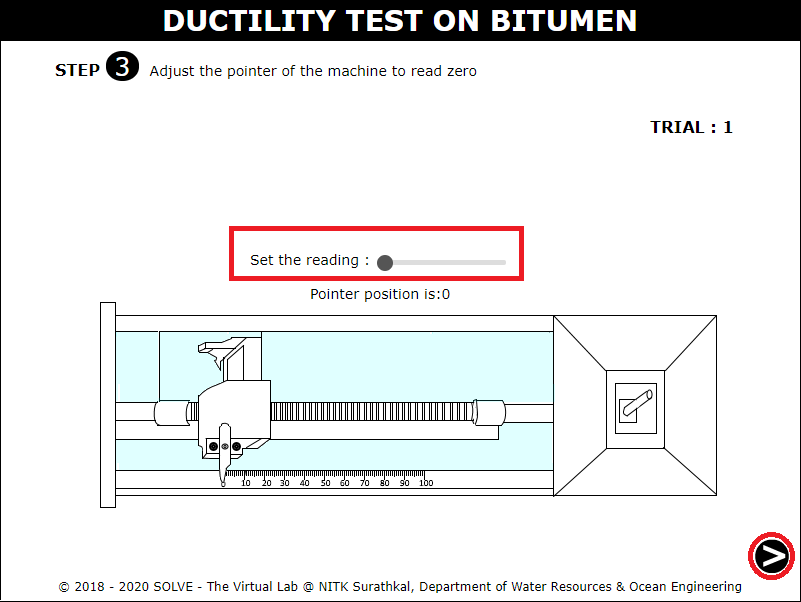 DUCTILITY TEST ON BITUMEN
STEP 3 Adjust the pointer of the machine to read zero
TRIAL : 1
Set the reading :
Pointer position is:0
0 10 20 30 40 50 60 70 80 90 100
>
© 2018 - 2020 SOLVE - The Virtual Lab @ NITK Surathkal, Department of Water Resources & Ocean Engineering